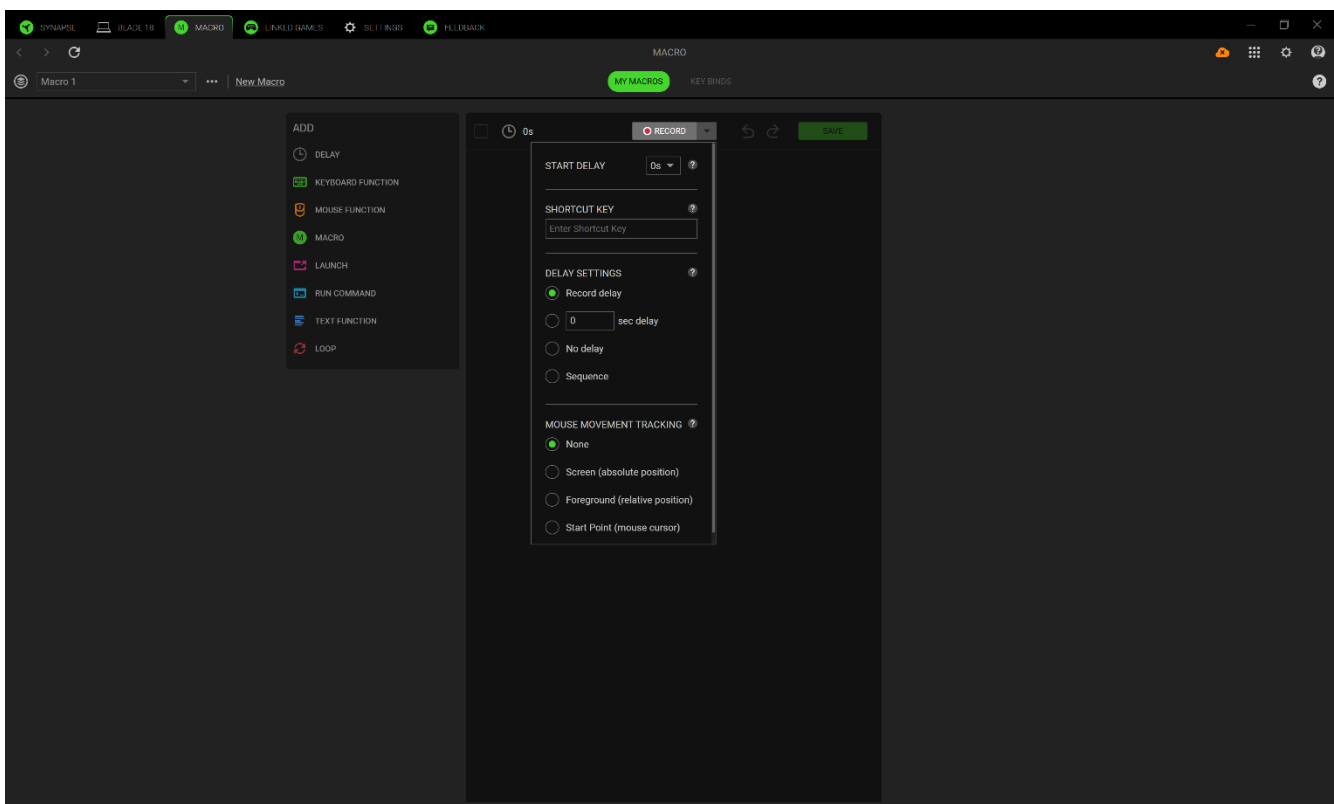 SYNAPSE
BLADE 18
MACRO
LINKED GAMES
SETTINGS
FEEDBACK
MACRO
Macro 1
New Macro
MY MACROS
KEY BINDS
ADD
DELAY
KEYBOARD FUNCTION
MOUSE FUNCTION
M MACRO
LAUNCH
RUN COMMAND
TEXT FUNCTION
LOOP
0s
RECORD
SAVE
START DELAY
0s
SHORTCUT KEY
Enter Shortcut Key
DELAY SETTINGS
Record delay
0 sec delay
No delay
Sequence
MOUSE MOVEMENT TRACKING
None
Screen (absolute position)
Foreground (relative position)
Start Point (mouse cursor)